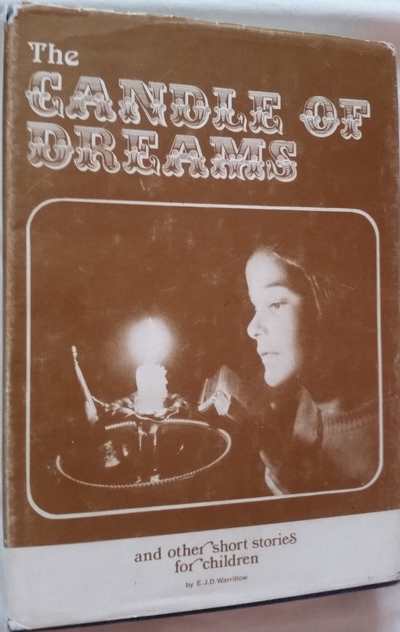 The
CANDLE OF
DREAMS
and other short stories
for children
by E.J.D. Warrillow